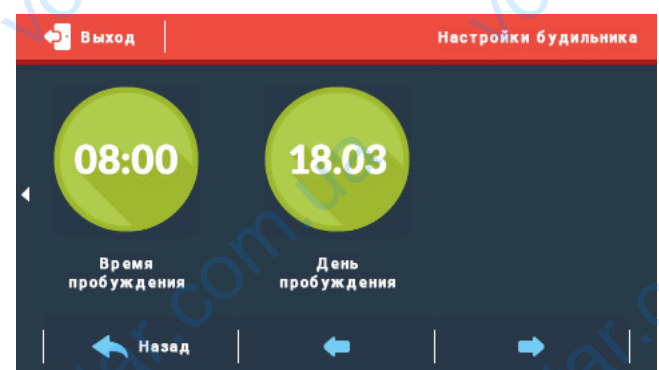 Выход
Настройки будильника
08:00
18.03
Время
пробуждения
День
пробуждения
Назад